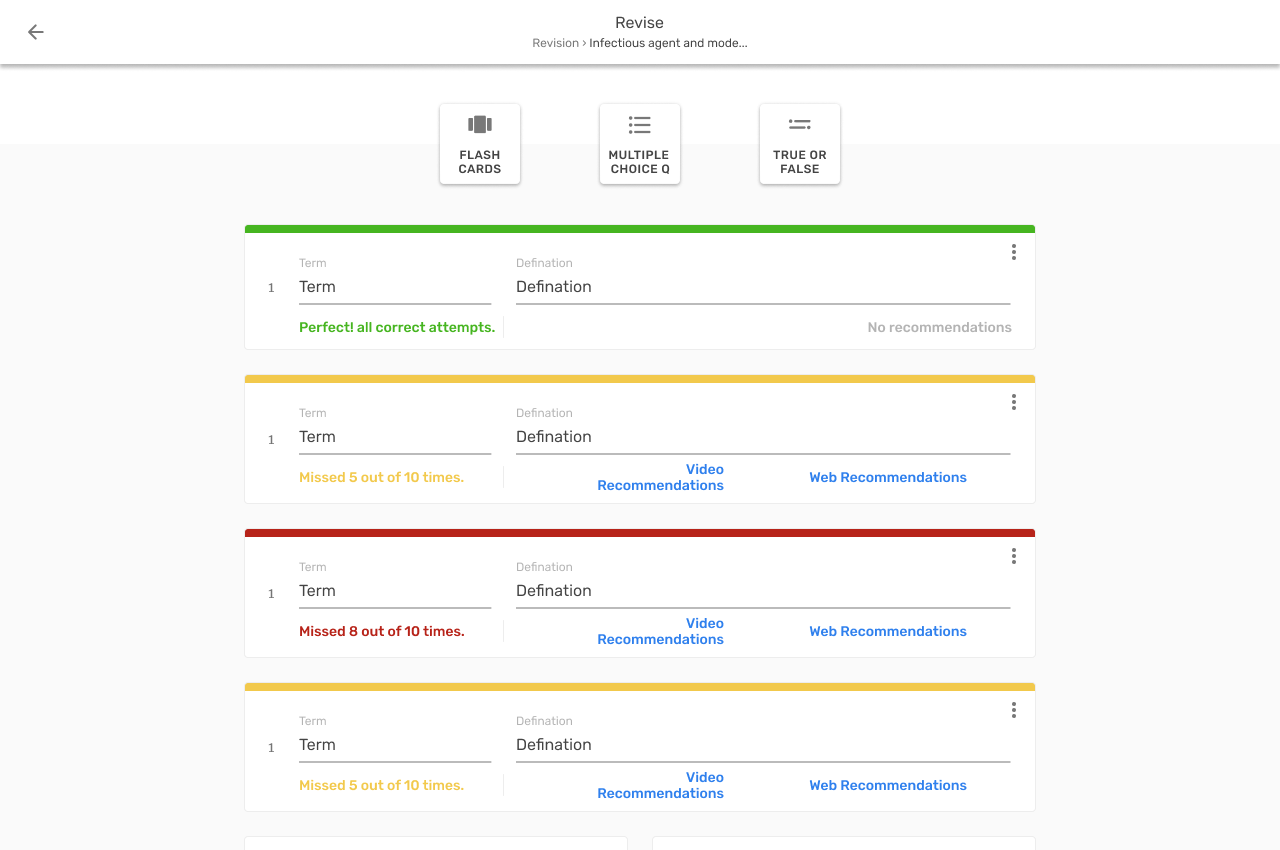 Revise
Revision › Infectious agent and mode...
FLASH
CARDS
MULTIPLE
CHOICE Q
TRUE OR
FALSE
Term
Defination
1
Term
Defination
Perfect! all correct attempts.
No recommendations
Term
Defination
1
Term
Defination
Missed 5 out of 10 times.
Video
Recommendations
Web Recommendations
Term
Defination
1
Term
Defination
Missed 8 out of 10 times.
Video
Recommendations
Web Recommendations
Term
Defination
1
Term
Defination
Missed 5 out of 10 times.
Video
Recommendations
Web Recommendations